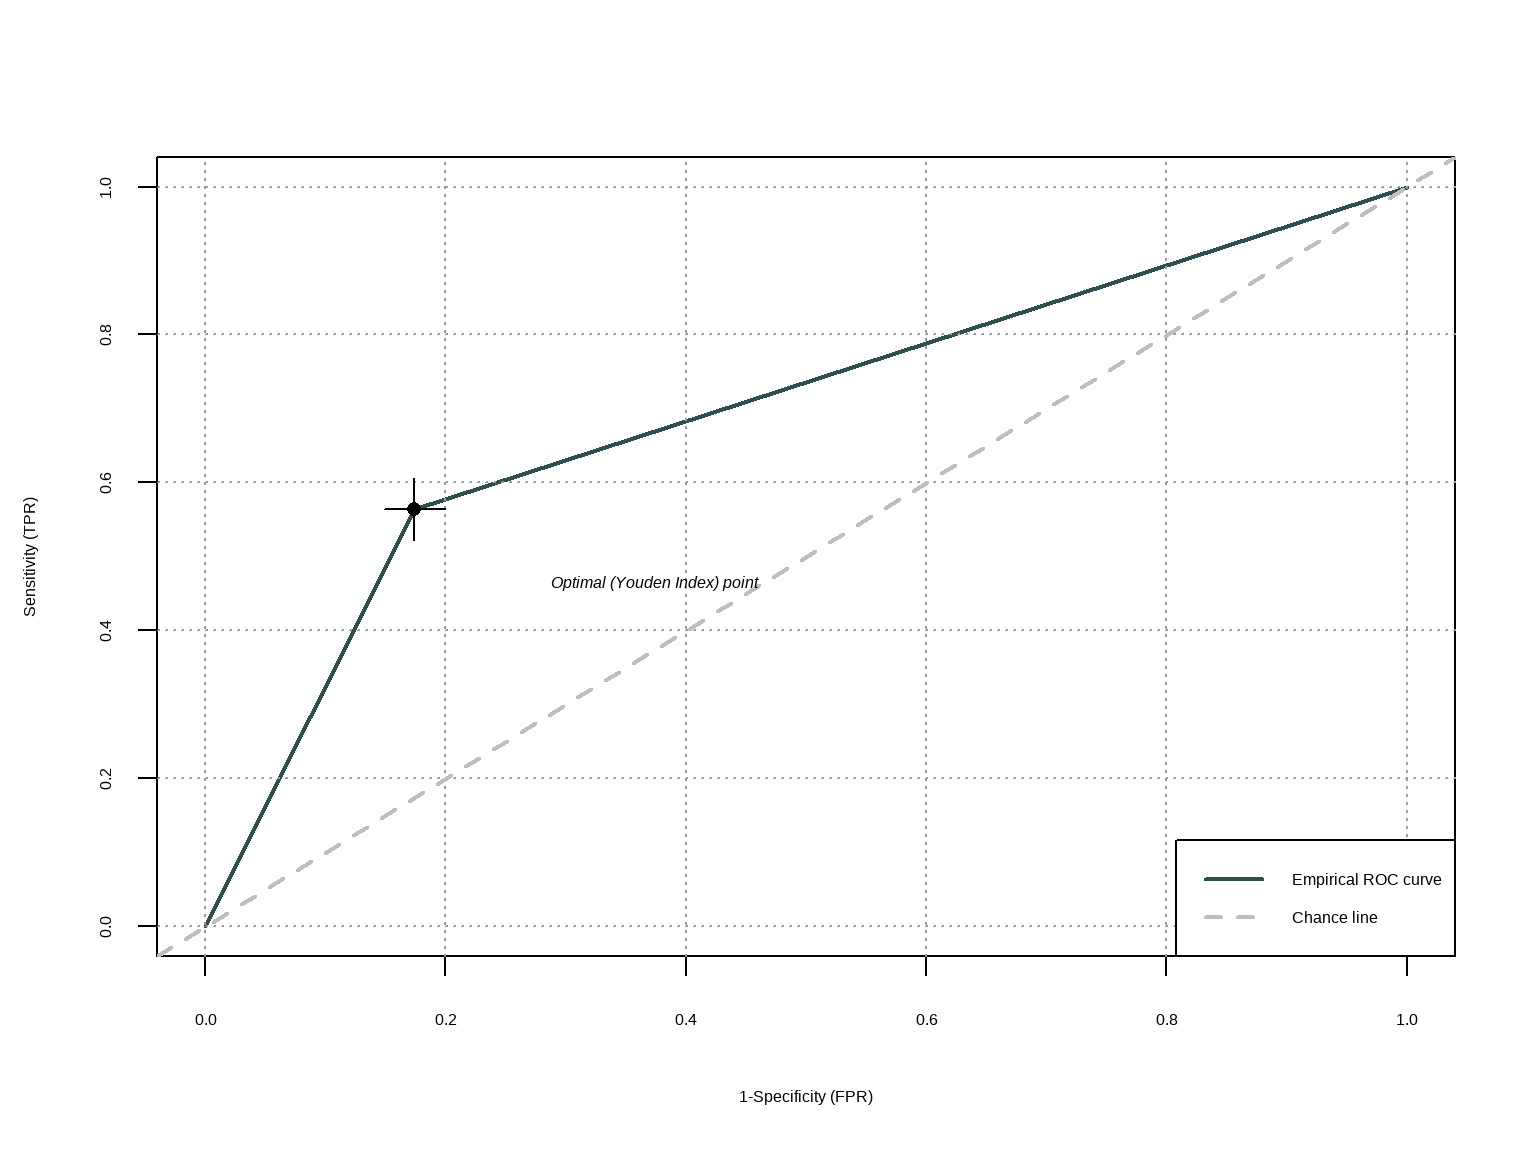 1.0
0.8
0.6
0.4
0.2
0.0
Sensitivity (TPR)
Optimal (Youden Index) point
Empirical ROC curve
Chance line
0.0 0.2 0.4 0.6 0.8 1.0
1-Specificity (FPR)